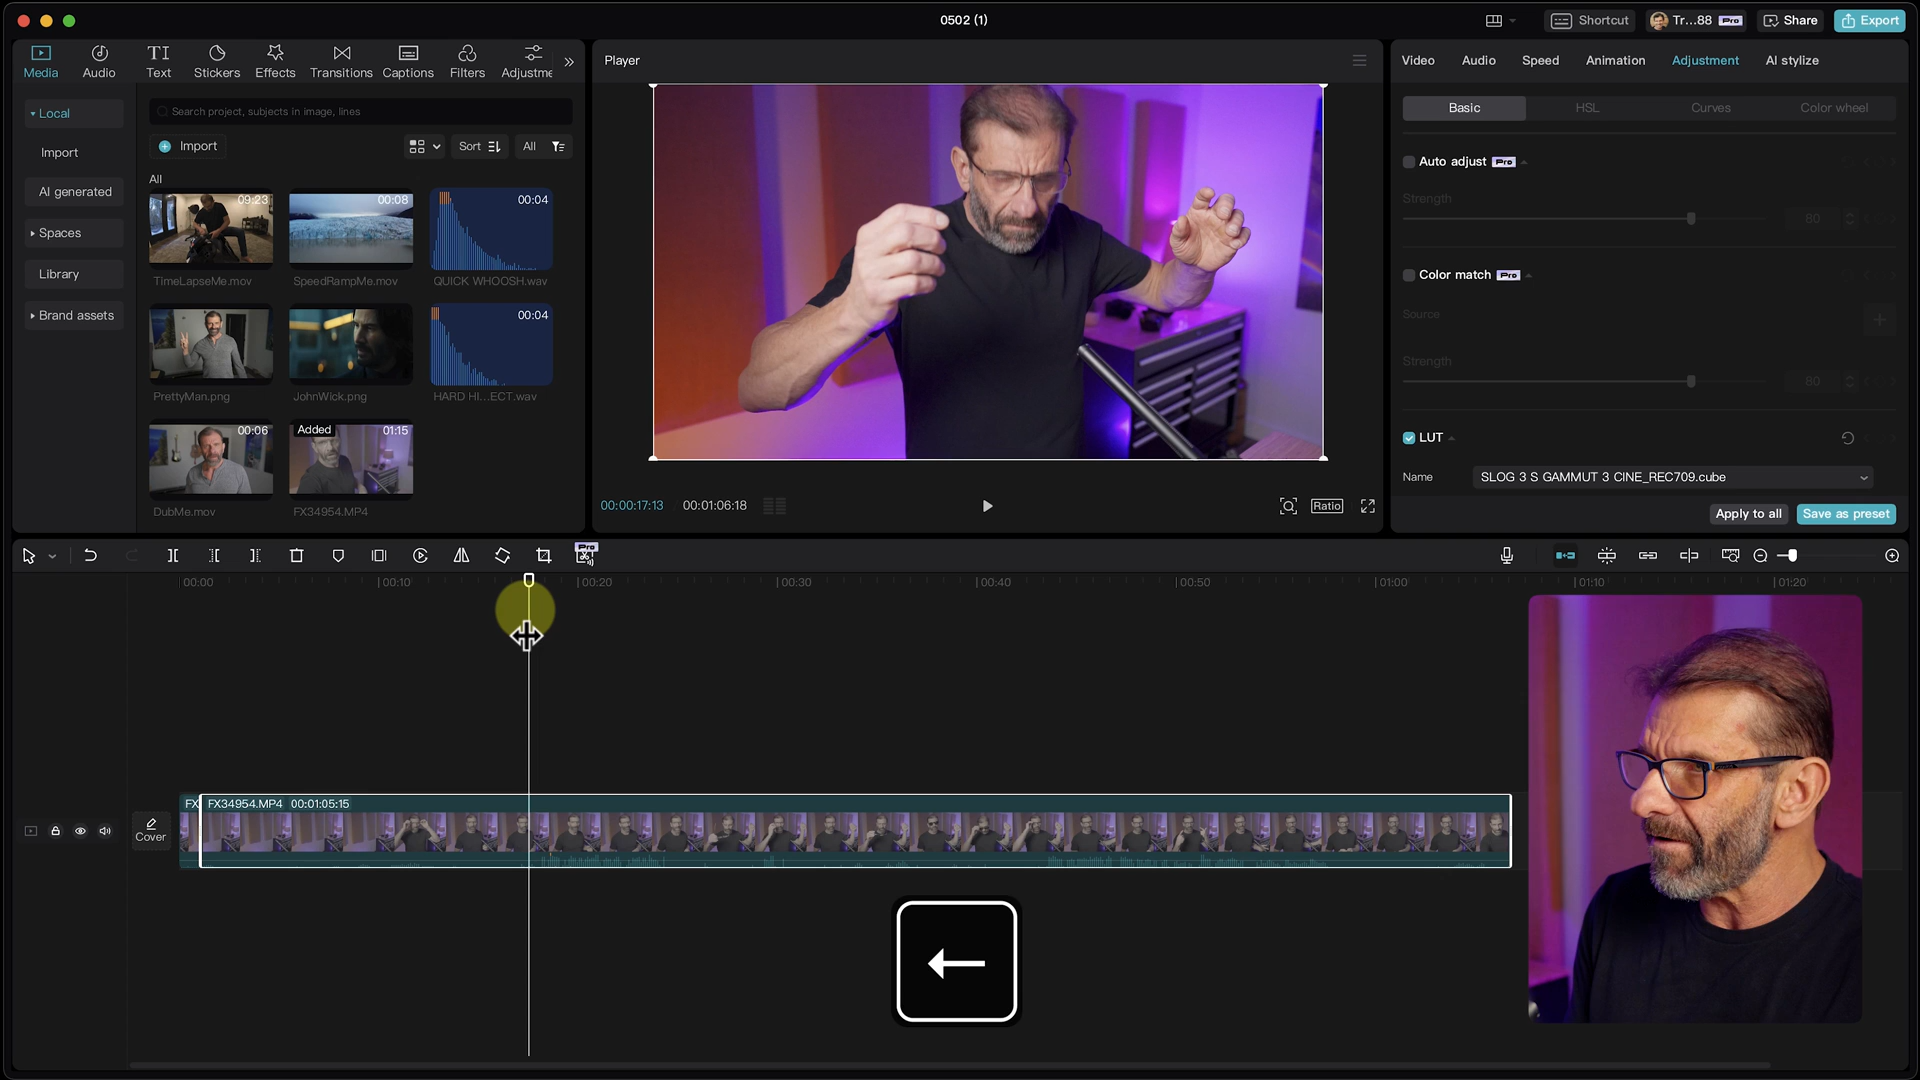 0502 (1)
Shortcut
Tr...88 Pro
Share
Export
Media
Audio
Text
Stickers
Effects
Transitions
Captions
Filters
Adjustme
Local
Import
AI generated
Spaces
Library
Brand assets
Search project, subjects in image, lines
Import
Sort
All
All
09:23
TimeLapseMe.mov
00:08
SpeedRampMe.mov
00:04
QUICK WHOOSH.wav
PrettyMan.png
JohnWick.png
00:04
HARD HI...ECT.wav
00:06
DubMe.mov
Added
01:15
FX34954.MP4
Player
00:00:17:13
00:01:06:18
Ratio
Video
Audio
Speed
Animation
Adjustment
AI stylize
Basic
HSL
Curves
Color wheel
Auto adjust Pro
Strength
80
Color match Pro
Source
Strength
80
LUT
Name
SLOG 3 S GAMMUT 3 CINE_REC709.cube
Apply to all
Save as preset
Pro
00:00
00:10
00:20
00:30
00:40
00:50
01:00
01:10
01:20
Cover
FX
FX34954.MP4 00:01:05:15